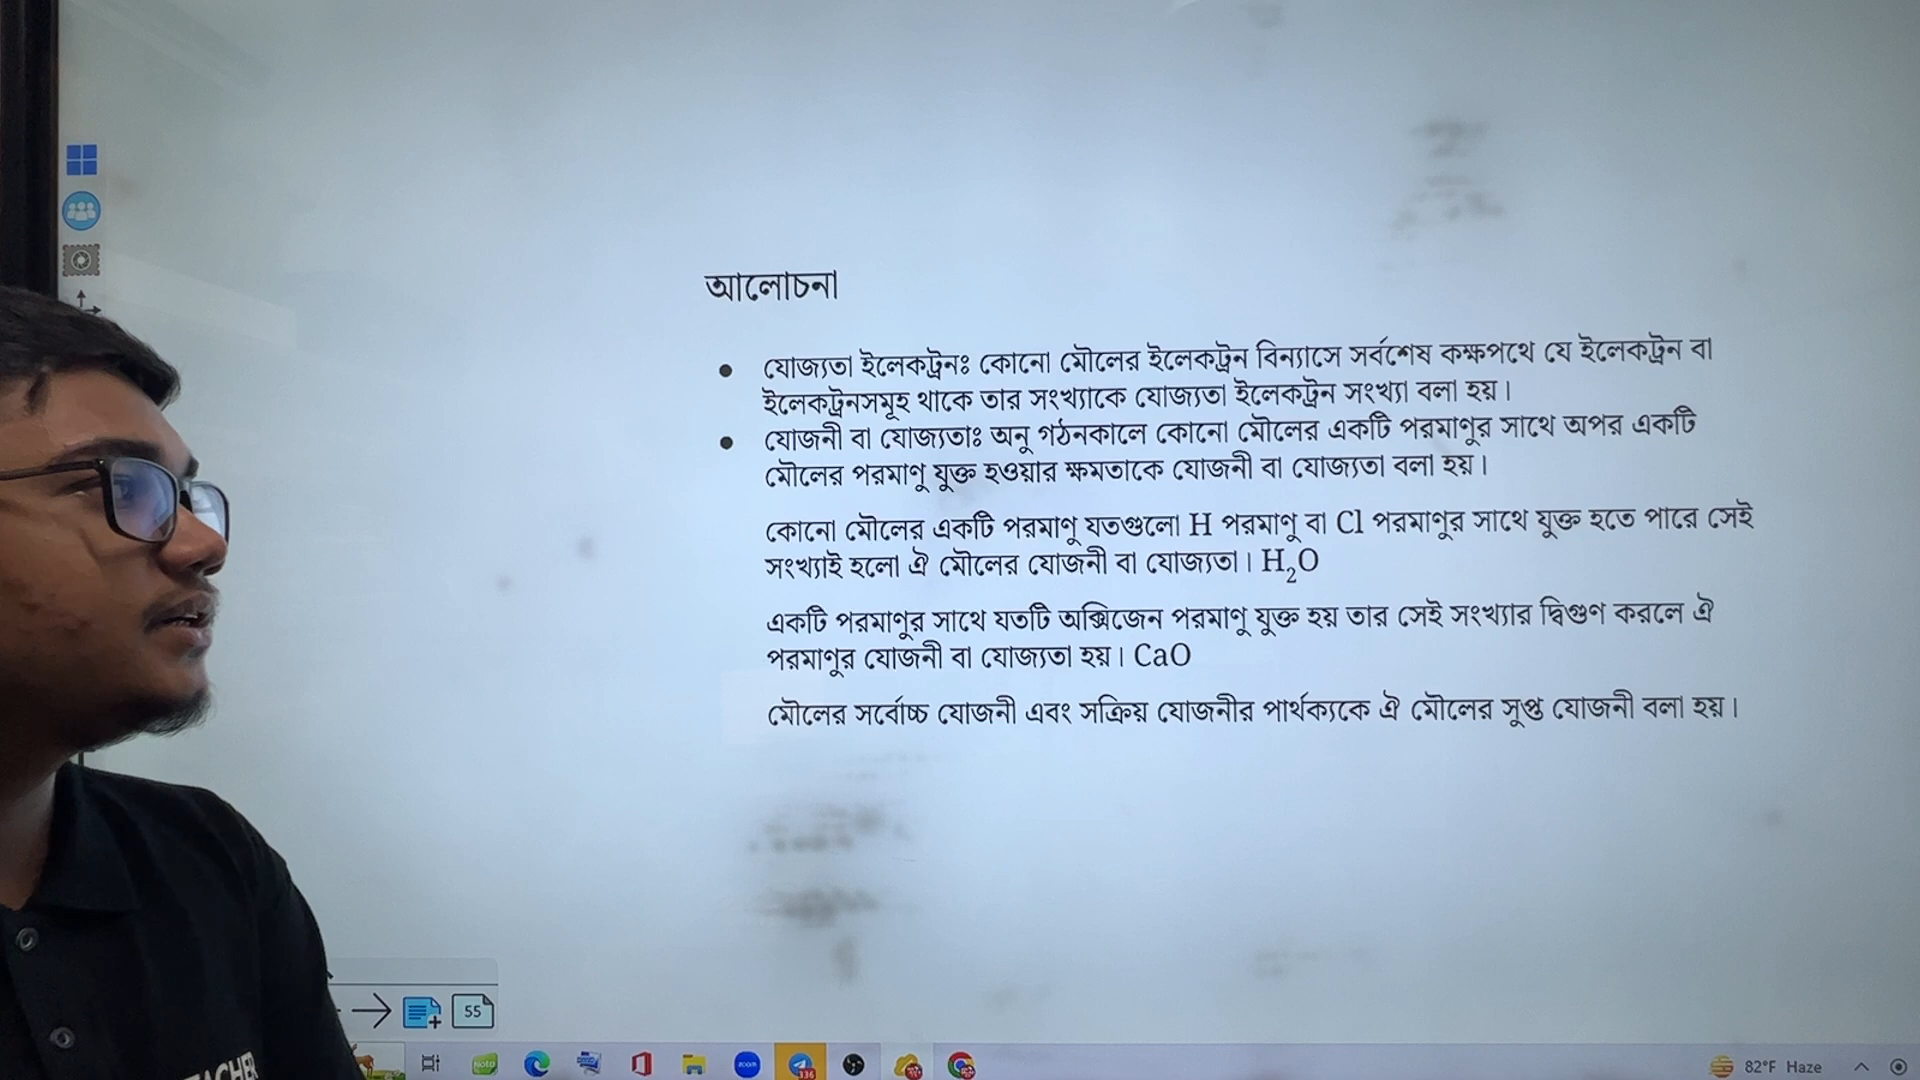 আলোচনা
যোজ্যতা ইলেকট্রনঃ কোনো মৌলের ইলেকট্রন বিন্যাসে সর্বশেষ কক্ষপথে যে ইলেকট্রন বা
ইলেকট্রনসমূহ থাকে তার সংখ্যাকে যোজ্যতা ইলেকট্রন সংখ্যা বলা হয়।
যোজনী বা যোজ্যতাঃ অনু গঠনকালে কোনো মৌলের একটি পরমাণুর সাথে অপর একটি
মৌলের পরমাণু যুক্ত হওয়ার ক্ষমতাকে যোজনী বা যোজ্যতা বলা হয়।
কোনো মৌলের একটি পরমাণু যতগুলো H পরমাণু বা Cl পরমাণুর সাথে যুক্ত হতে পারে সেই
সংখ্যাই হলো ঐ মৌলের যোজনী বা যোজ্যতা। H₂O
একটি পরমাণুর সাথে যতটি অক্সিজেন পরমাণু যুক্ত হয় তার সেই সংখ্যার দ্বিগুণ করলে ঐ
পরমাণুর যোজনী বা যোজ্যতা হয়। CaO
মৌলের সর্বোচ্চ যোজনী এবং সক্রিয় যোজনীর পার্থক্যকে ঐ মৌলের সুপ্ত যোজনী বলা হয়।
55
Note
zoom
336
82°F Haze